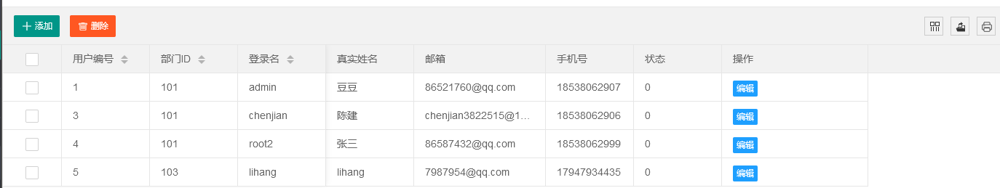 添加 删除
用户编号 部门ID 登录名 真实姓名 邮箱 手机号 状态 操作
1 101 admin 豆豆 86521760@qq.com 18538062907 0 编辑
3 101 chenjian 陈建 chenjian3822515@1... 18538062906 0 编辑
4 101 root2 张三 86587432@qq.com 18538062999 0 编辑
5 103 lihang lihang 7987954@qq.com 17947934435 0 编辑